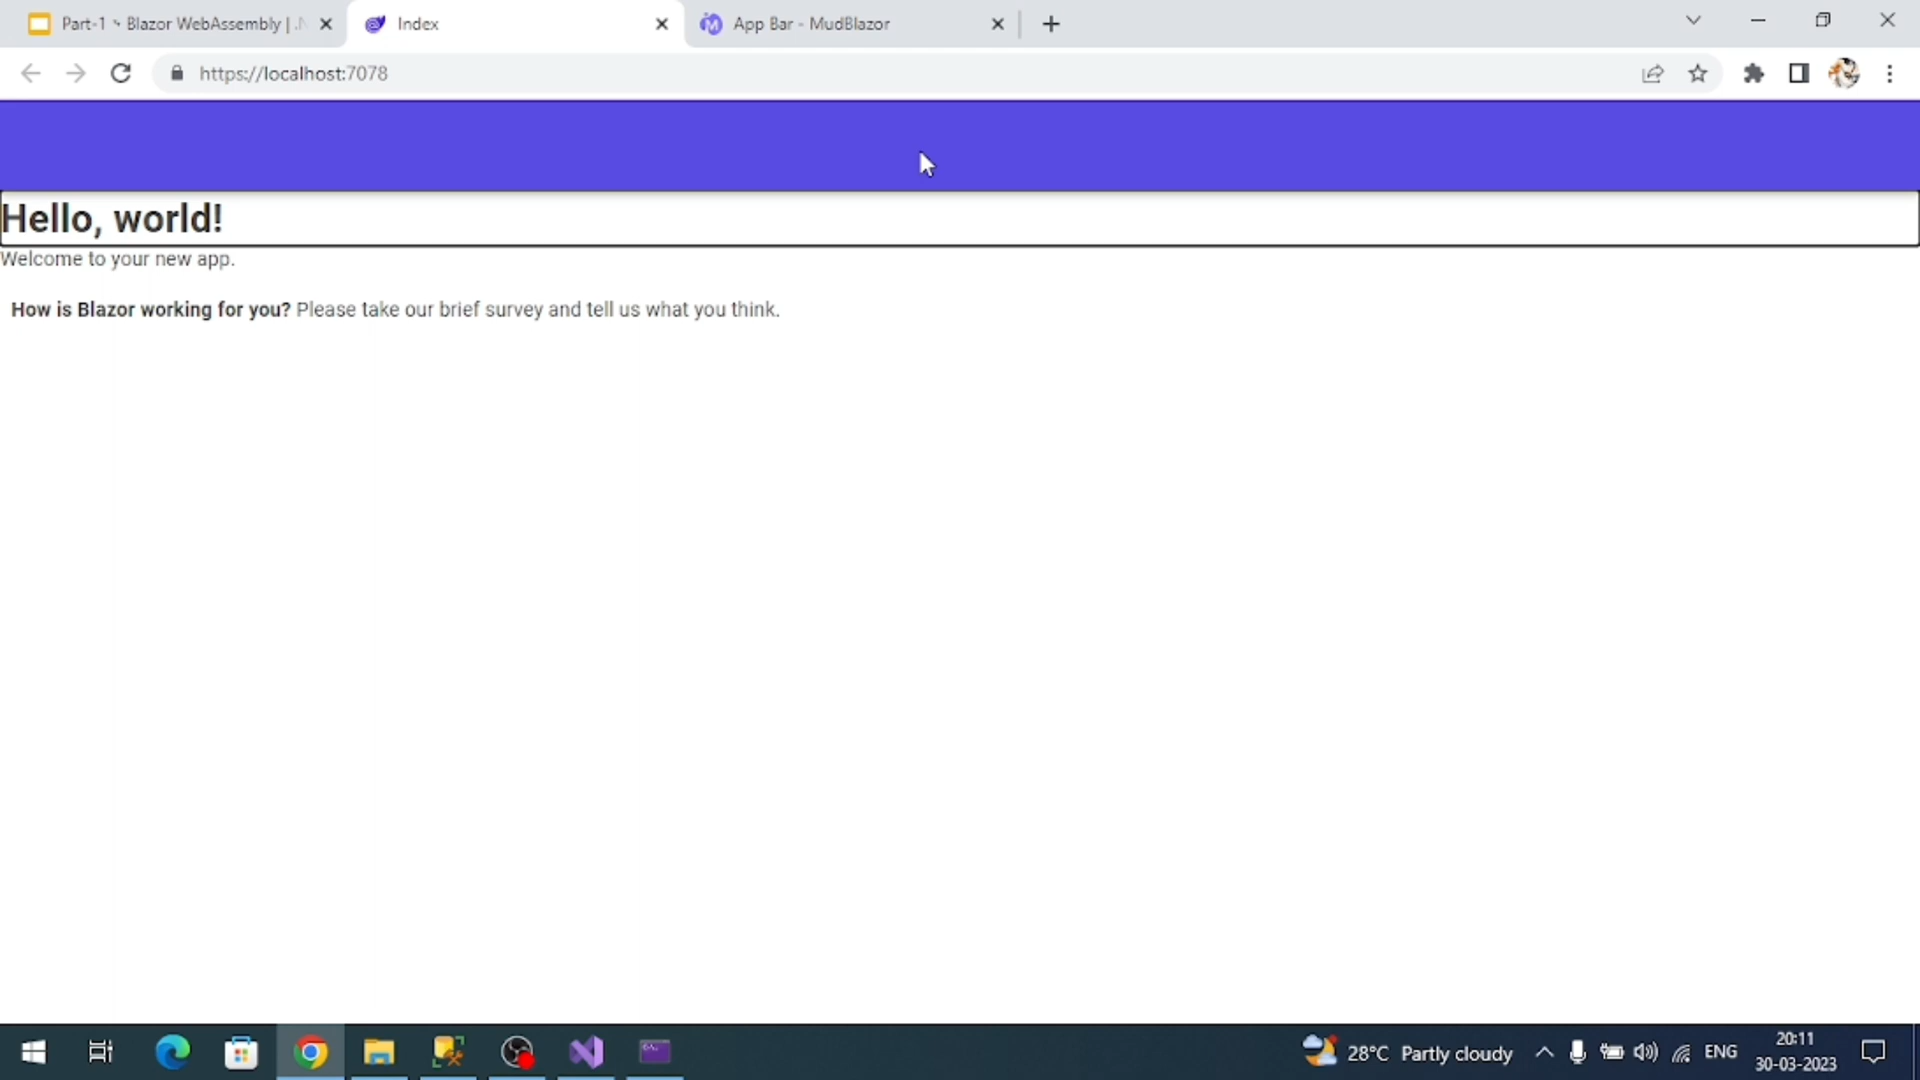 Part-1 ৭ Blazor WebAssembly | .N
Index
App Bar - MudBlazor
https://localhost:7078
Hello, world!
Welcome to your new app.
How is Blazor working for you? Please take our brief survey and tell us what you think.
28°C Partly cloudy
ENG
20:11
30-03-2023